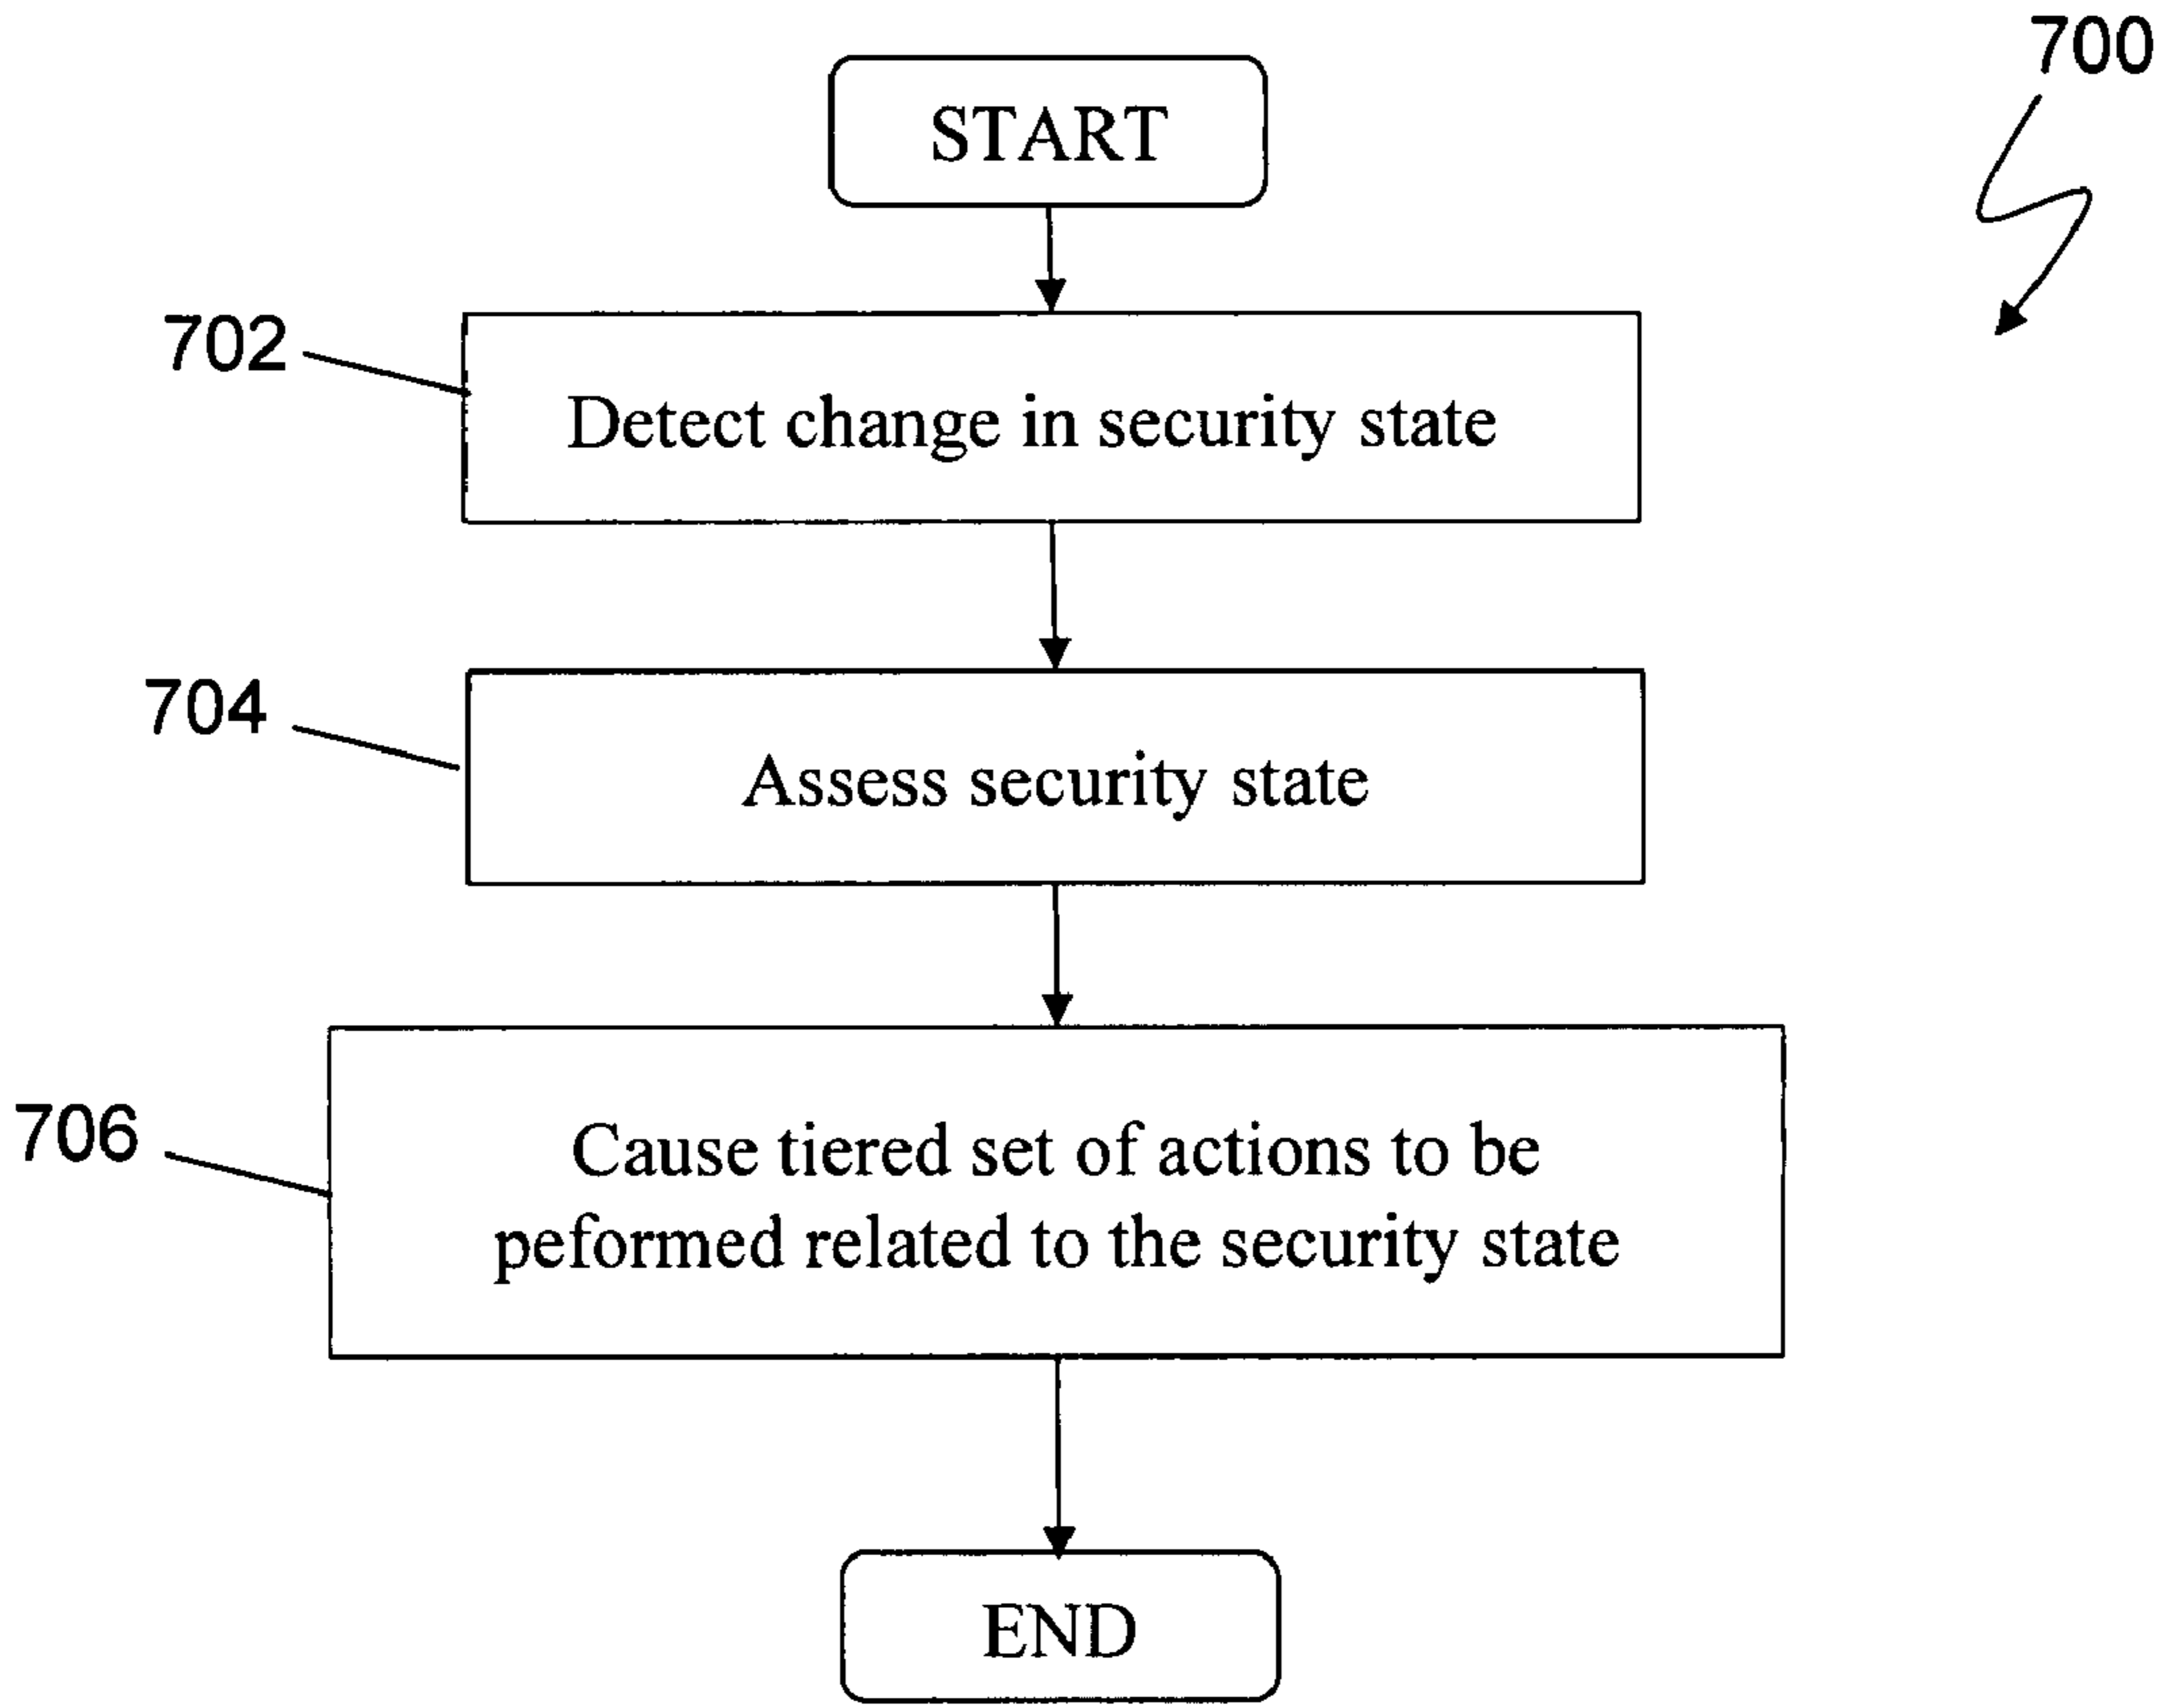 700
START
702
Detect change in security state
704
Assess security state
706
Cause tiered set of actions to be
peformed related to the security state
END